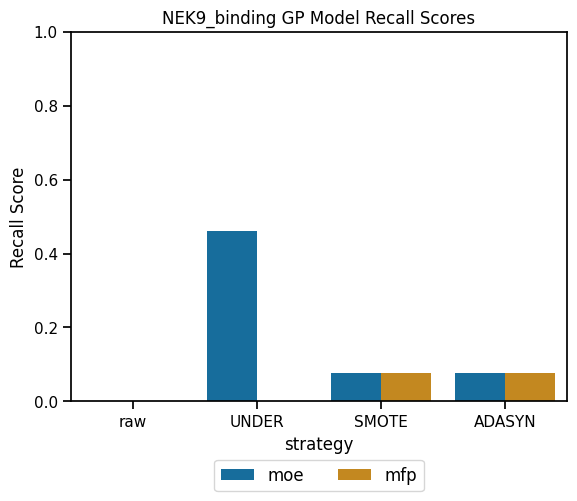 NEK9_binding GP Model Recall Scores
1.0
0.8
0.6
0.4
0.2
0.0
Recall Score
raw UNDER SMOTE ADASYN
strategy
moe mfp